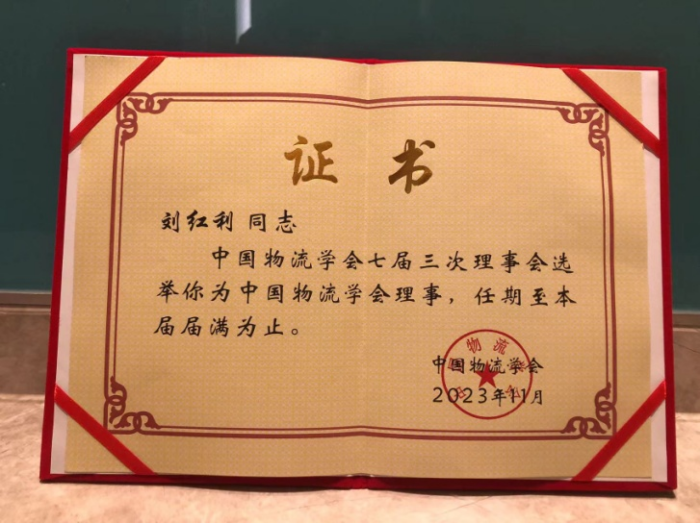 证书
刘红利 同志
中国物流学会七届三次理事会选
举你为中国物流学会理事，任期至本
届届满为止。
中国物流学会
2023年11月